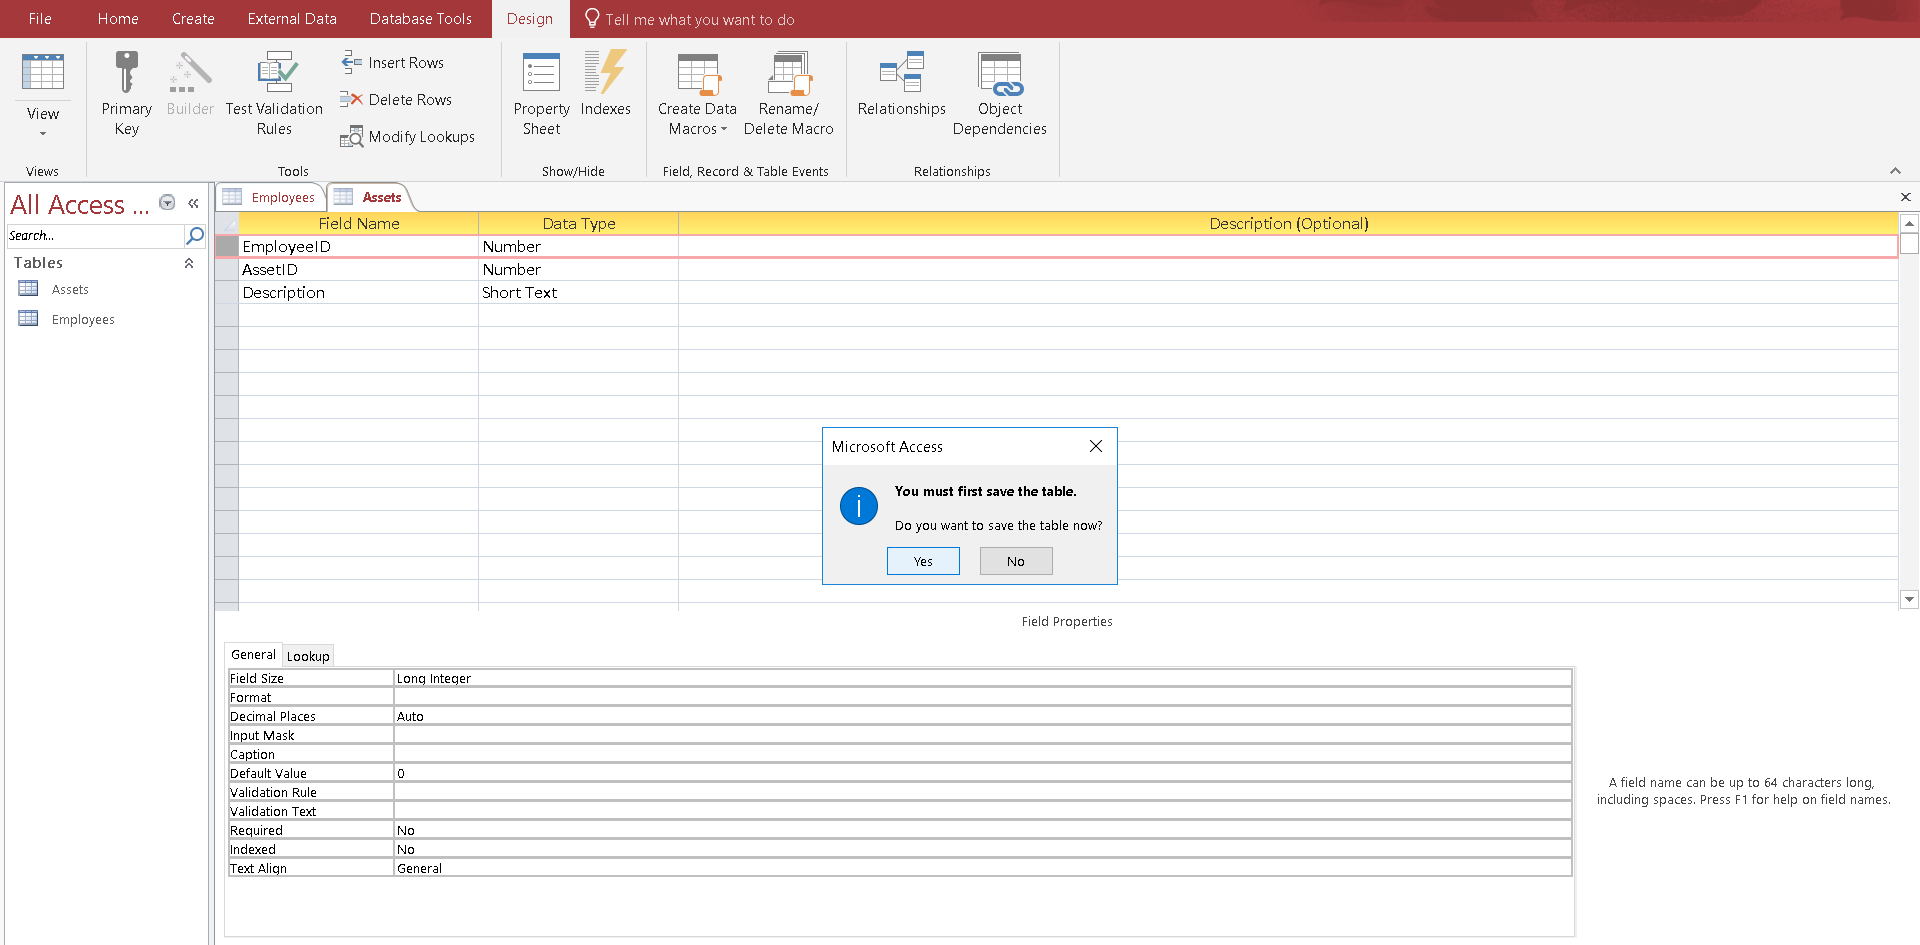 File Home Create External Data Database Tools Design Tell me what you want to do
View
Primary Key
Builder
Test Validation Rules
Insert Rows
Delete Rows
Modify Lookups
Property Sheet
Indexes
Create Data Macros
Rename/ Delete Macro
Relationships
Object Dependencies
Views Tools Show/Hide Field, Record & Table Events Relationships
All Access ...
Search...
Tables
Assets
Employees
Employees Assets
Field Name Data Type Description (Optional)
EmployeeID Number
AssetID Number
Description Short Text
Microsoft Access
You must first save the table.
Do you want to save the table now?
Yes No
Field Properties
General Lookup
Field Size Long Integer
Format
Decimal Places Auto
Input Mask
Caption
Default Value 0
Validation Rule
Validation Text
Required No
Indexed No
Text Align General
A field name can be up to 64 characters long,
including spaces. Press F1 for help on field names.